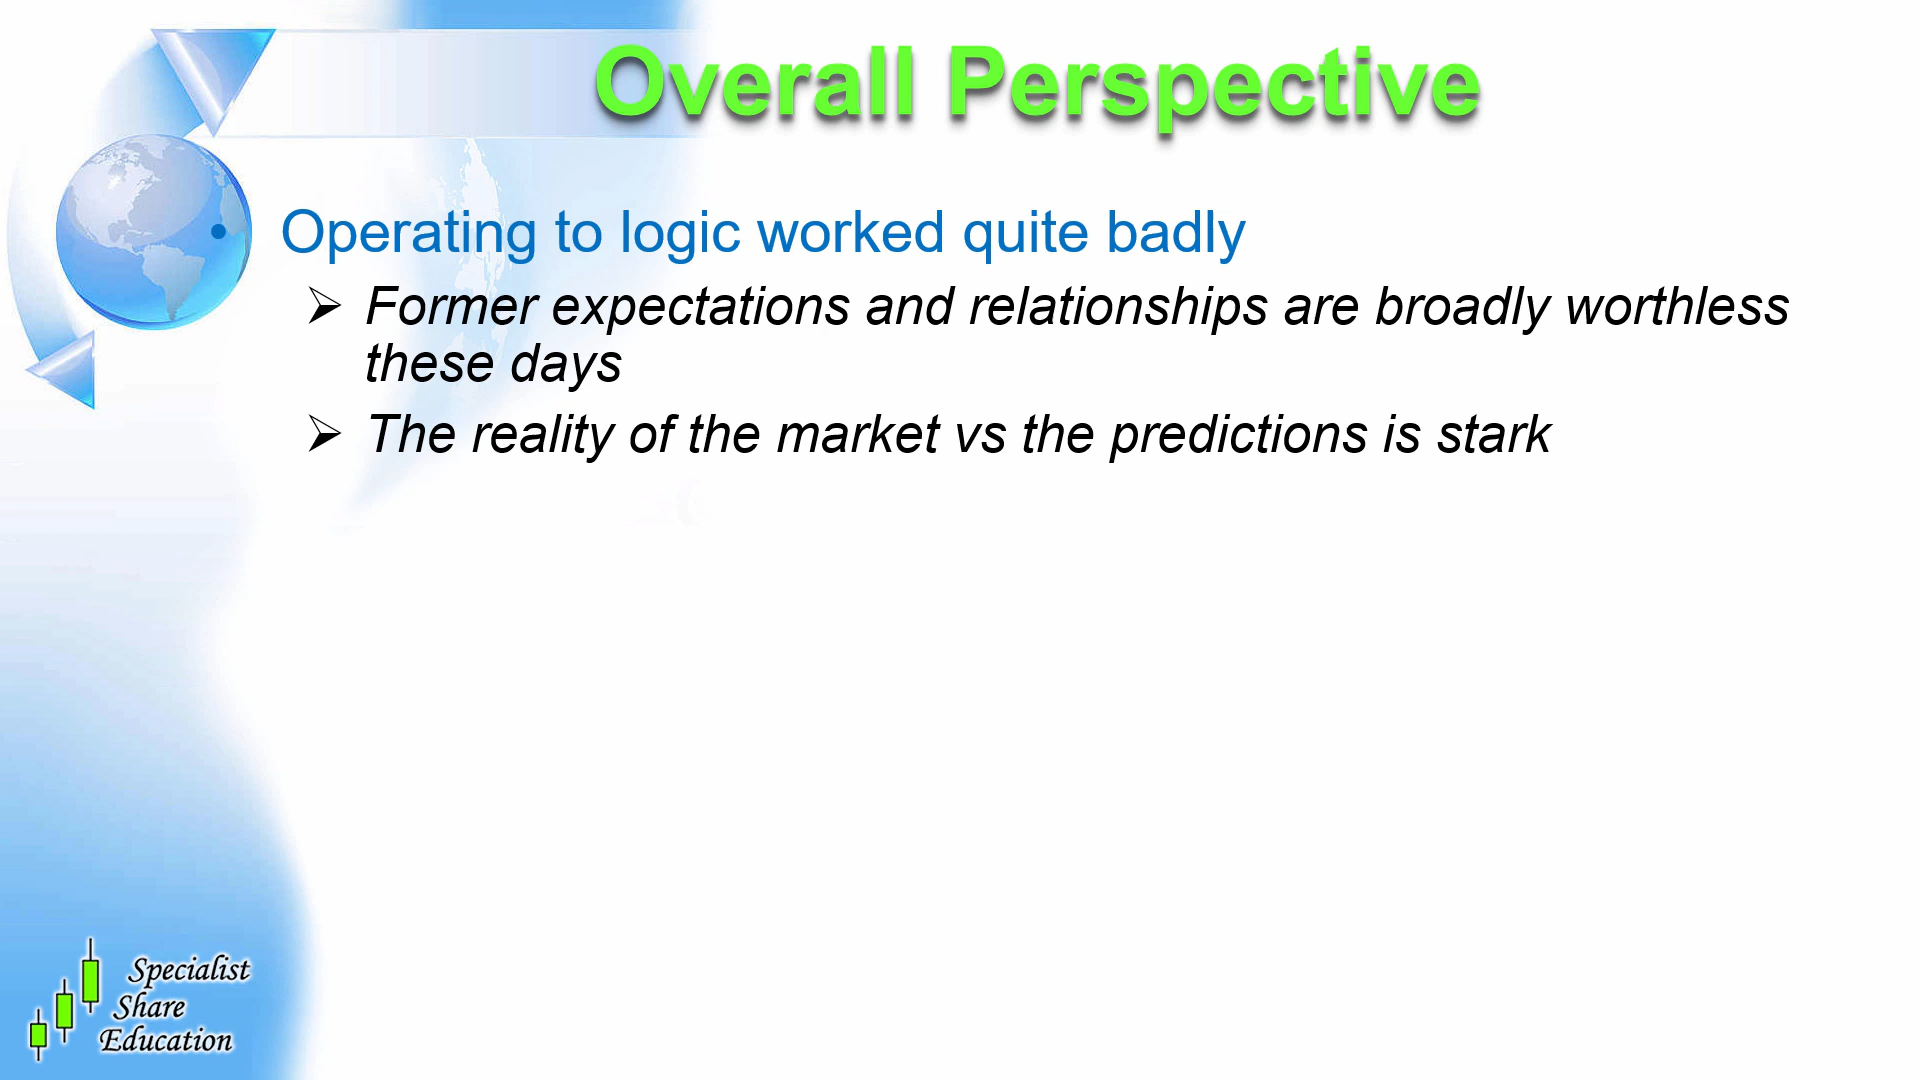 Overall Perspective
• Operating to logic worked quite badly
➢ Former expectations and relationships are broadly worthless
these days
➢ The reality of the market vs the predictions is stark
Specialist
Share
Education